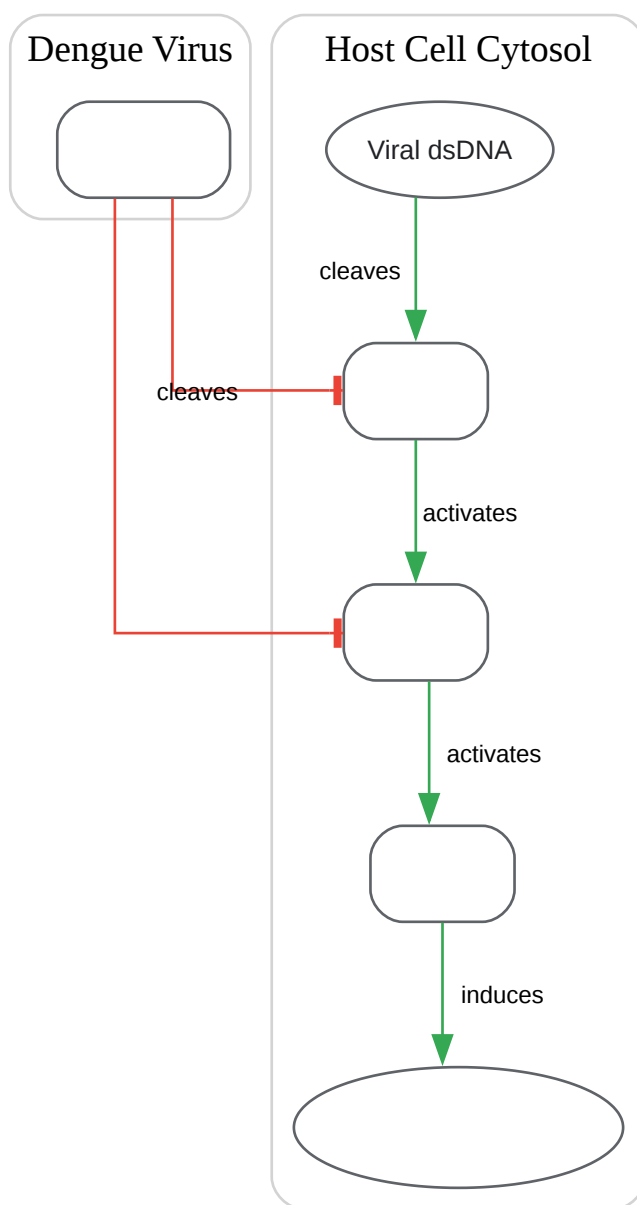 Dengue Virus
Host Cell Cytosol
Viral dsDNA
cleaves
cleaves
activates
activates
induces